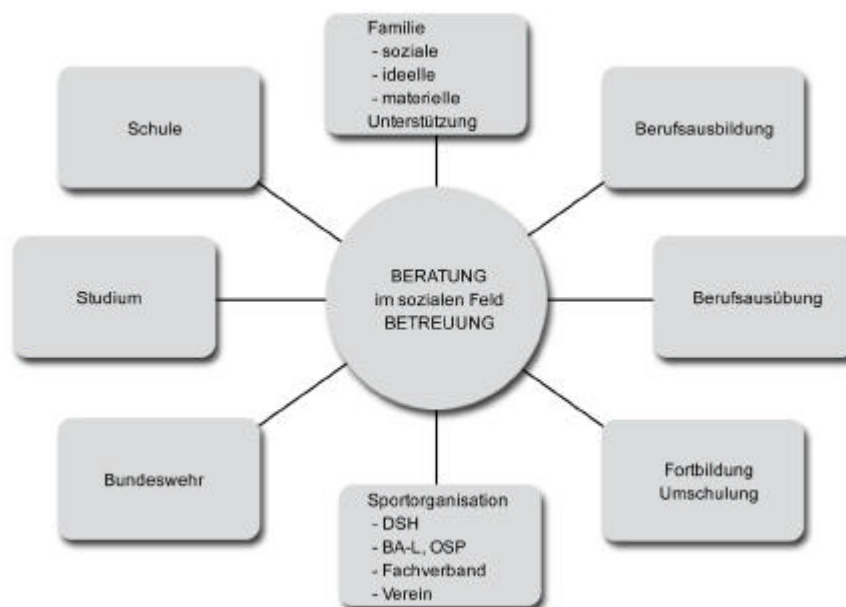 Familie
- soziale
- ideelle
- materielle
Unterstützung
Schule
Berufsausbildung
Studium
BERATUNG
im sozialen Feld
BETREUUNG
Berufsausübung
Bundeswehr
Fortbildung
Umschulung
Sportorganisation
- DSH
- BA-L, OSP
- Fachverband
- Verein